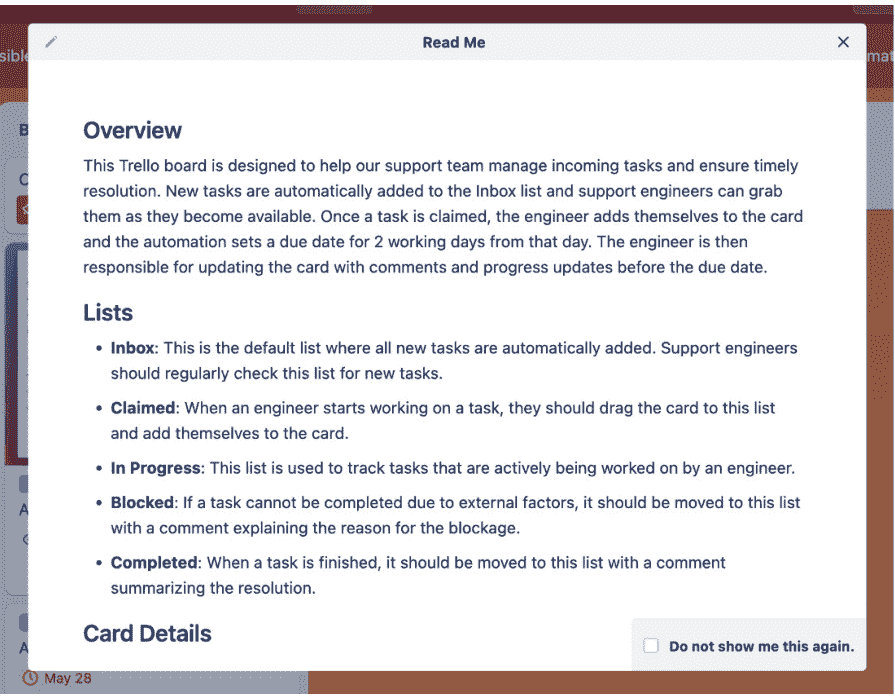 Read Me
sible
mat
B
C
Overview
This Trello board is designed to help our support team manage incoming tasks and ensure timely
resolution. New tasks are automatically added to the Inbox list and support engineers can grab
them as they become available. Once a task is claimed, the engineer adds themselves to the card
and the automation sets a due date for 2 working days from that day. The engineer is then
responsible for updating the card with comments and progress updates before the due date.
Lists
• Inbox: This is the default list where all new tasks are automatically added. Support engineers
should regularly check this list for new tasks.
• Claimed: When an engineer starts working on a task, they should drag the card to this list
and add themselves to the card.
• In Progress: This list is used to track tasks that are actively being worked on by an engineer.
• Blocked: If a task cannot be completed due to external factors, it should be moved to this list
with a comment explaining the reason for the blockage.
A
• Completed: When a task is finished, it should be moved to this list with a comment
summarizing the resolution.
Card Details
A
Do not show me this again.
May 28